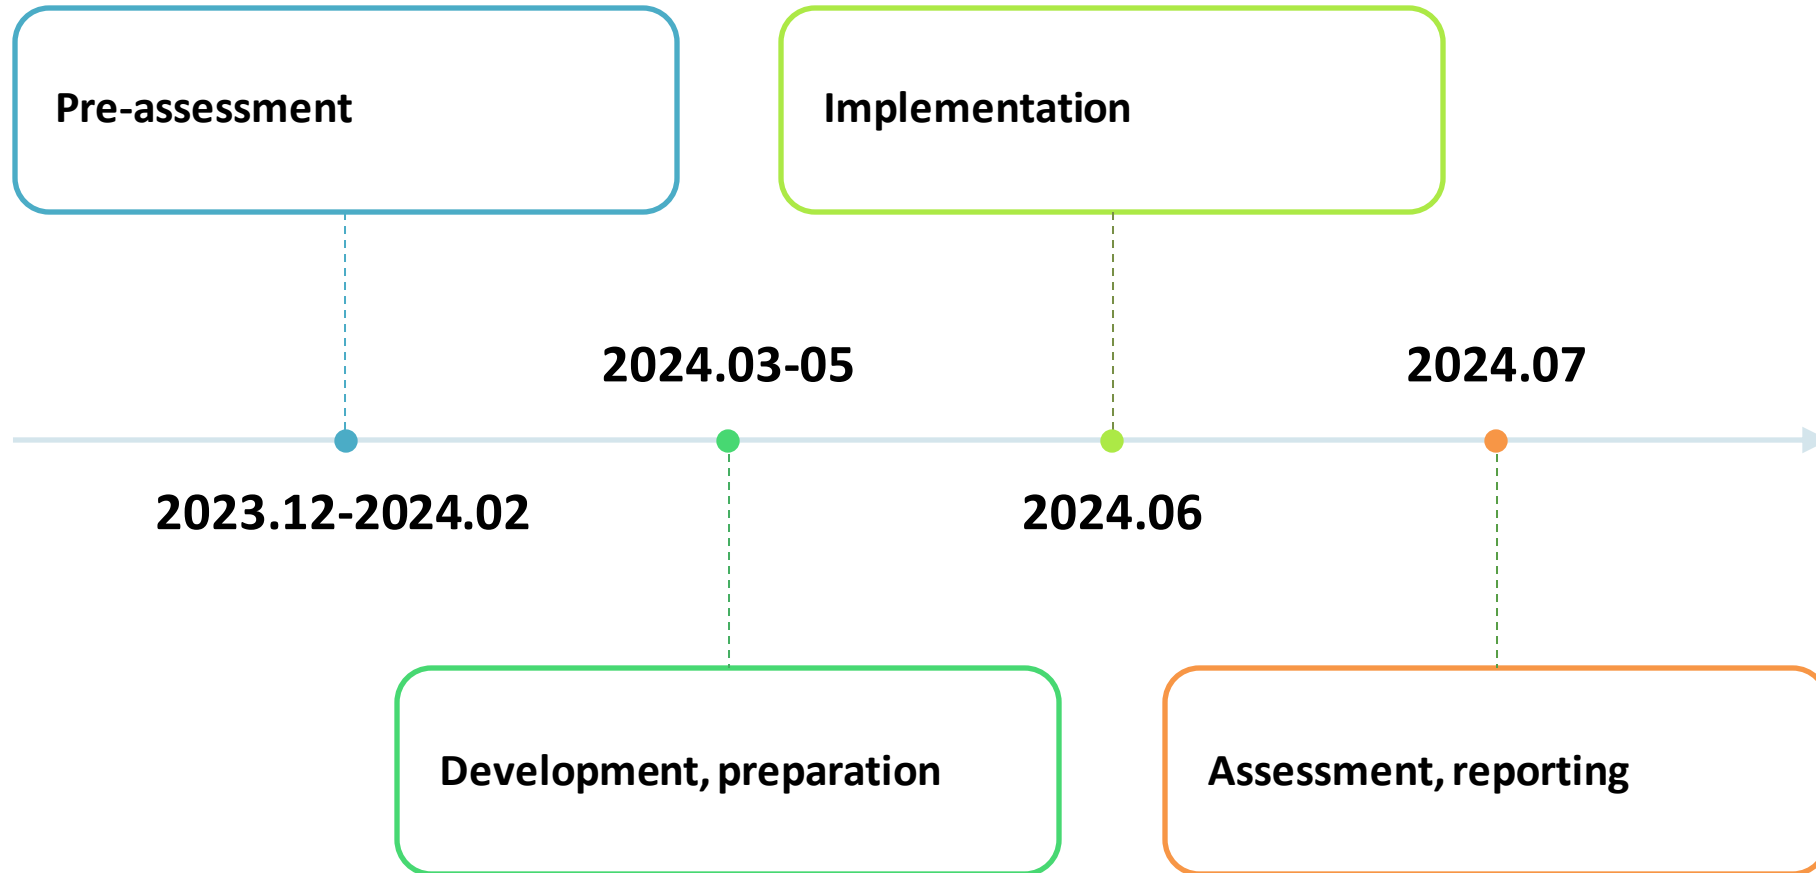 Pre-assessment
Implementation
2024.03-05
2024.07
2023.12-2024.02
2024.06
Development, preparation
Assessment, reporting